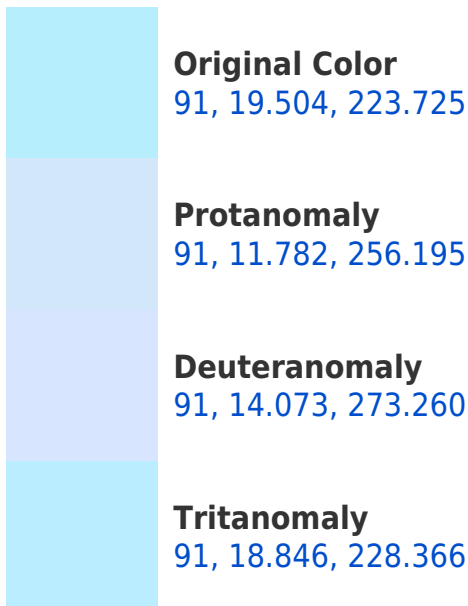 Original Color
91, 19.504, 223.725
Protanomaly
91, 11.782, 256.195
Deuteranomaly
91, 14.073, 273.260
Tritanomaly
91, 18.846, 228.366